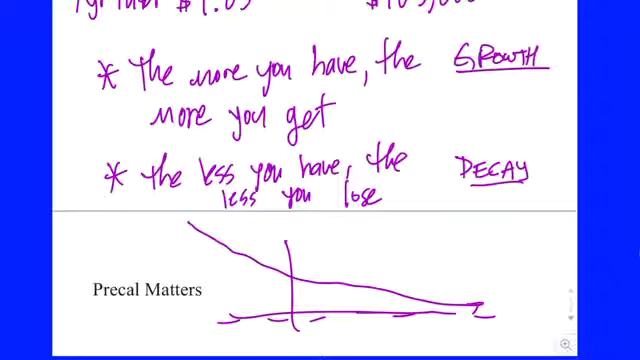 * The more you have, the GROWTH
more you get
* the less you have, the DECAY
less you lose
Precal Matters